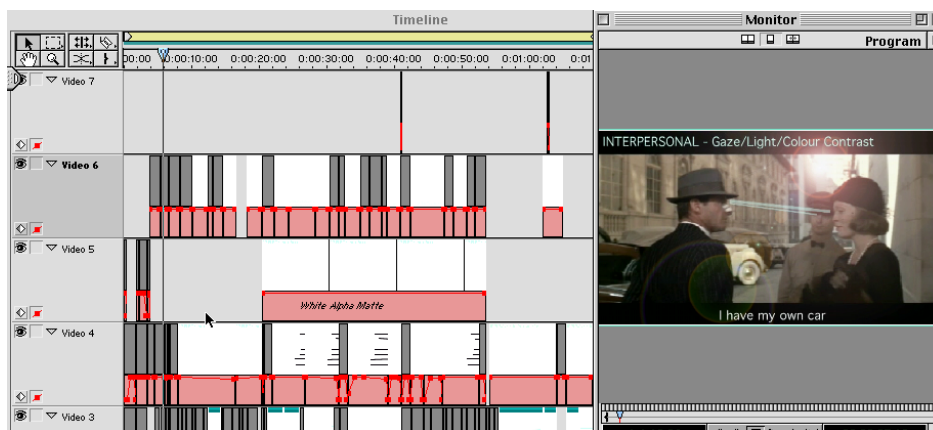 Timeline
00:00 0:00:10:00 0:00:20:00 0:00:30:00 0:00:40:00 0:00:50:00 0:01:00:00 0:01
Video 7
Video 6
Video 5
White Alpha Matte
Video 4
Video 3
Monitor
Program
INTERPERSONAL - Gaze/Light/Colour Contrast
I have my own car